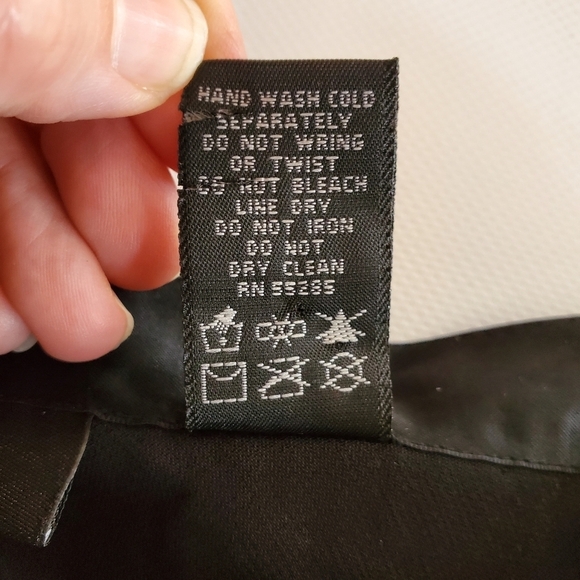 HAND WASH COLD
SEPARATELY
DO NOT WRING
OR TWIST
DO NOT BLEACH
LINE DRY
DO NOT IRON
DO NOT
DRY CLEAN
RN 55285